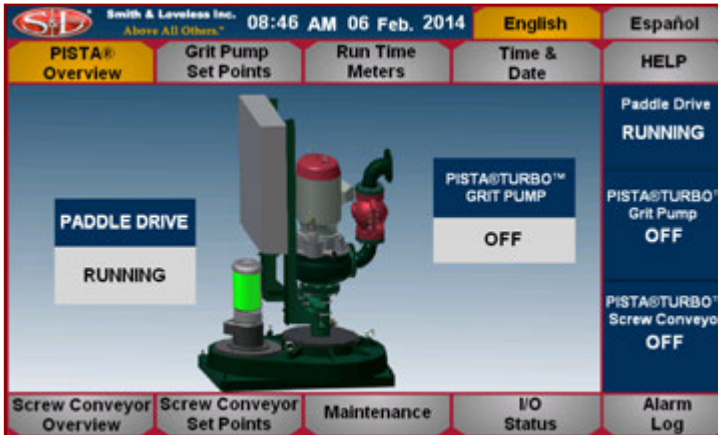 S&L
Smith & Loveless Inc.
Above All Others.™
08:46 AM 06 Feb. 2014
English
Español
PISTA®
Overview
Grit Pump
Set Points
Run Time
Meters
Time &
Date
HELP
PADDLE DRIVE
RUNNING
PISTA®TURBO™
GRIT PUMP
OFF
Paddle Drive
RUNNING
PISTA®TURBO™
Grit Pump
OFF
PISTA®TURBO™
Screw Conveyo
OFF
Screw Conveyor
Overview
Screw Conveyor
Set Points
Maintenance
I/O
Status
Alarm
Log